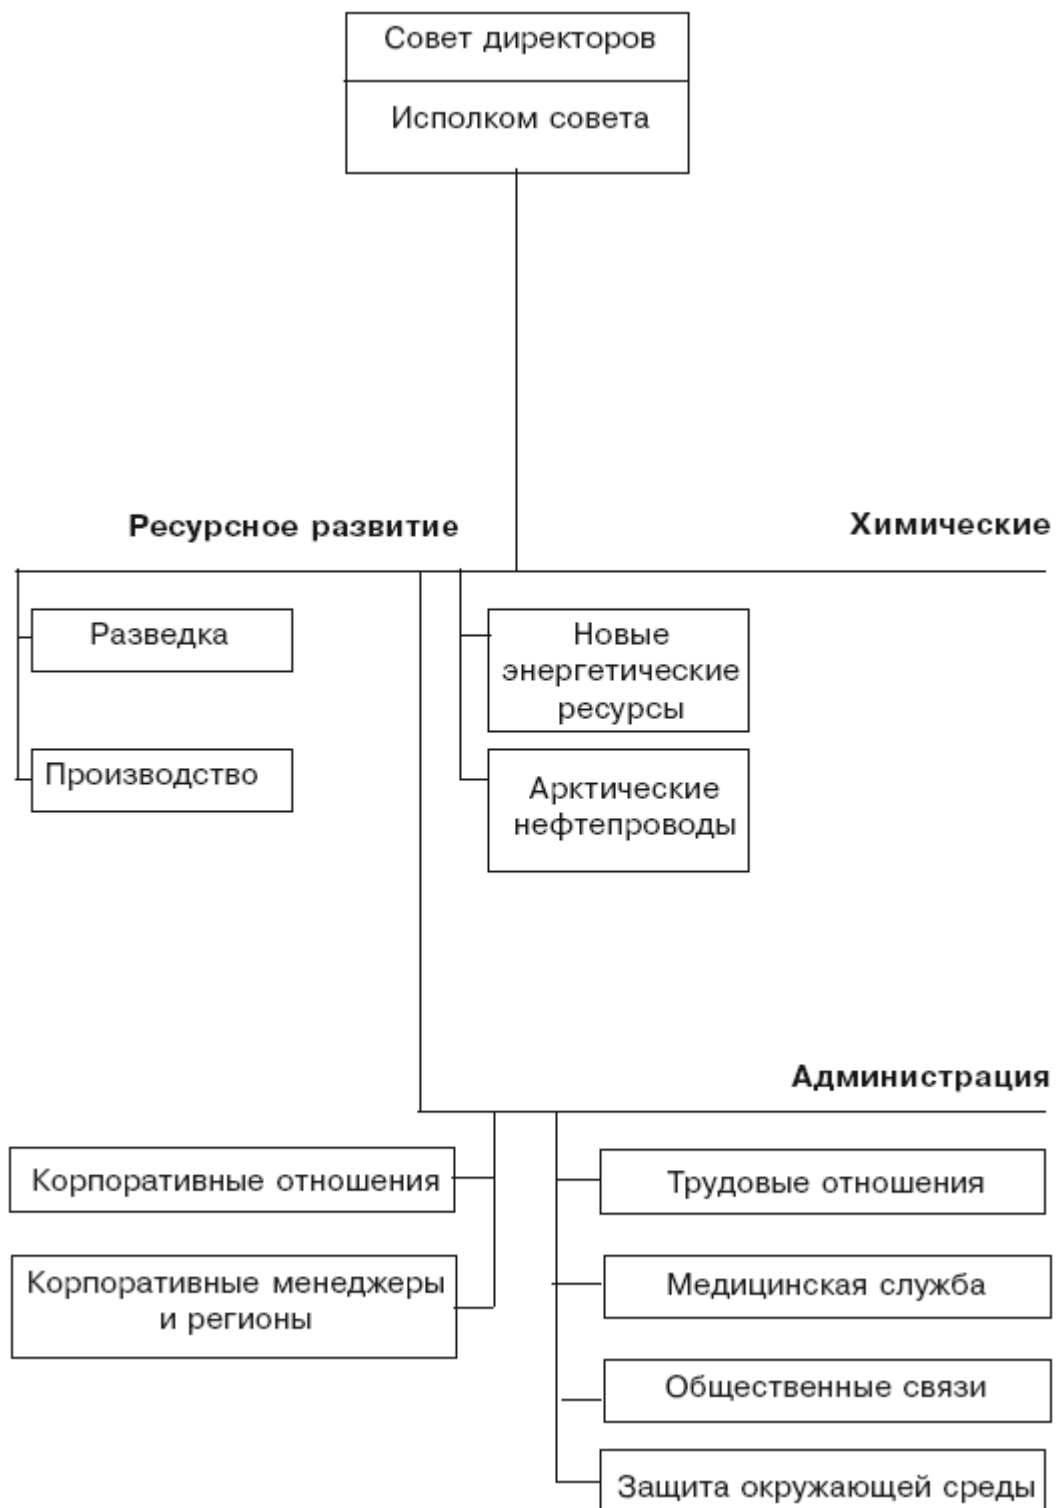 Совет директоров
Исполком совета
Ресурсное развитие
Химические
Разведка
Новые
энергетические
ресурсы
Производство
Арктические
нефтепроводы
Администрация
Корпоративные отношения
Трудовые отношения
Корпоративные менеджеры
и регионы
Медицинская служба
Общественные связи
Защита окружающей среды